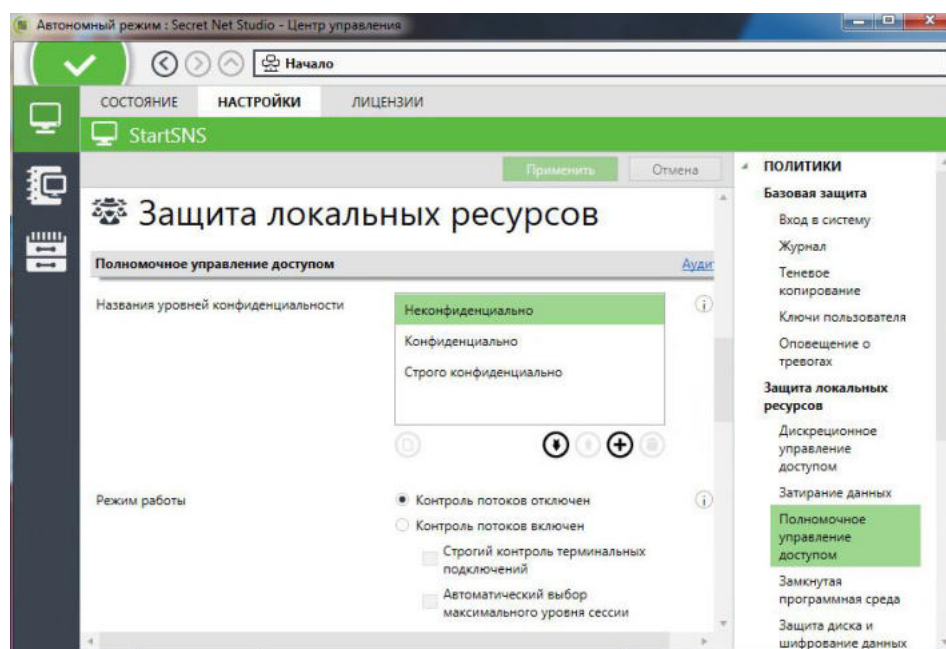 Автономный режим : Secret Net Studio - Центр управления
Начало
СОСТОЯНИЕ НАСТРОЙКИ ЛИЦЕНЗИИ
StartSNS
Применить Отмена
Защита локальных ресурсов
Полномочное управление доступом Аудит
Названия уровней конфиденциальности
Неконфиденциально
Конфиденциально
Строго конфиденциально
Режим работы
Контроль потоков отключен
Контроль потоков включен
Строгий контроль терминальных
подключений
Автоматический выбор
максимального уровня сессии
ПОЛИТИКИ
Базовая защита
Вход в систему
Журнал
Теневое
копирование
Ключи пользователя
Оповещение о
тревогах
Защита локальных
ресурсов
Дискреционное
управление
доступом
Затирание данных
Полномочное
управление
доступом
Замкнутая
программная среда
Защита диска и
шифрование данных